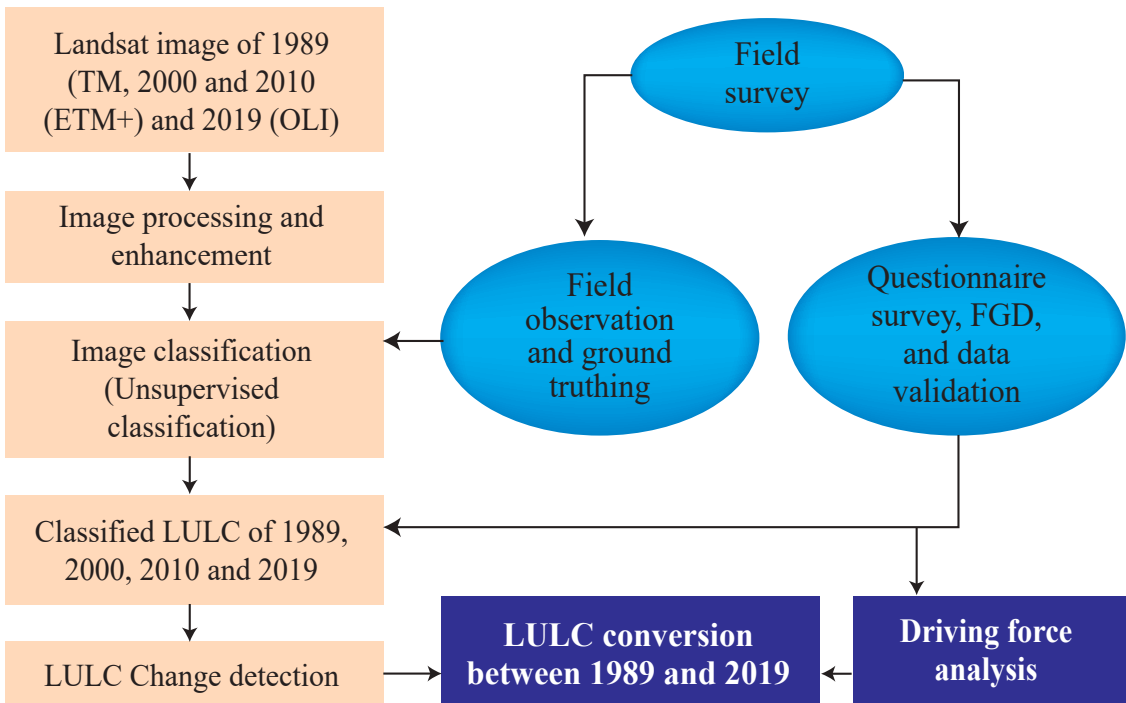 Landsat image of 1989
(TM, 2000 and 2010
(ETM+) and 2019 (OLI)
Image processing and
enhancement
Image classification
(Unsupervised
classification)
Classified LULC of 1989,
2000, 2010 and 2019
LULC Change detection
Field
survey
Field
observation
and ground
truthing
Questionnaire
survey, FGD,
and data
validation
LULC conversion
between 1989 and 2019
Driving force
analysis